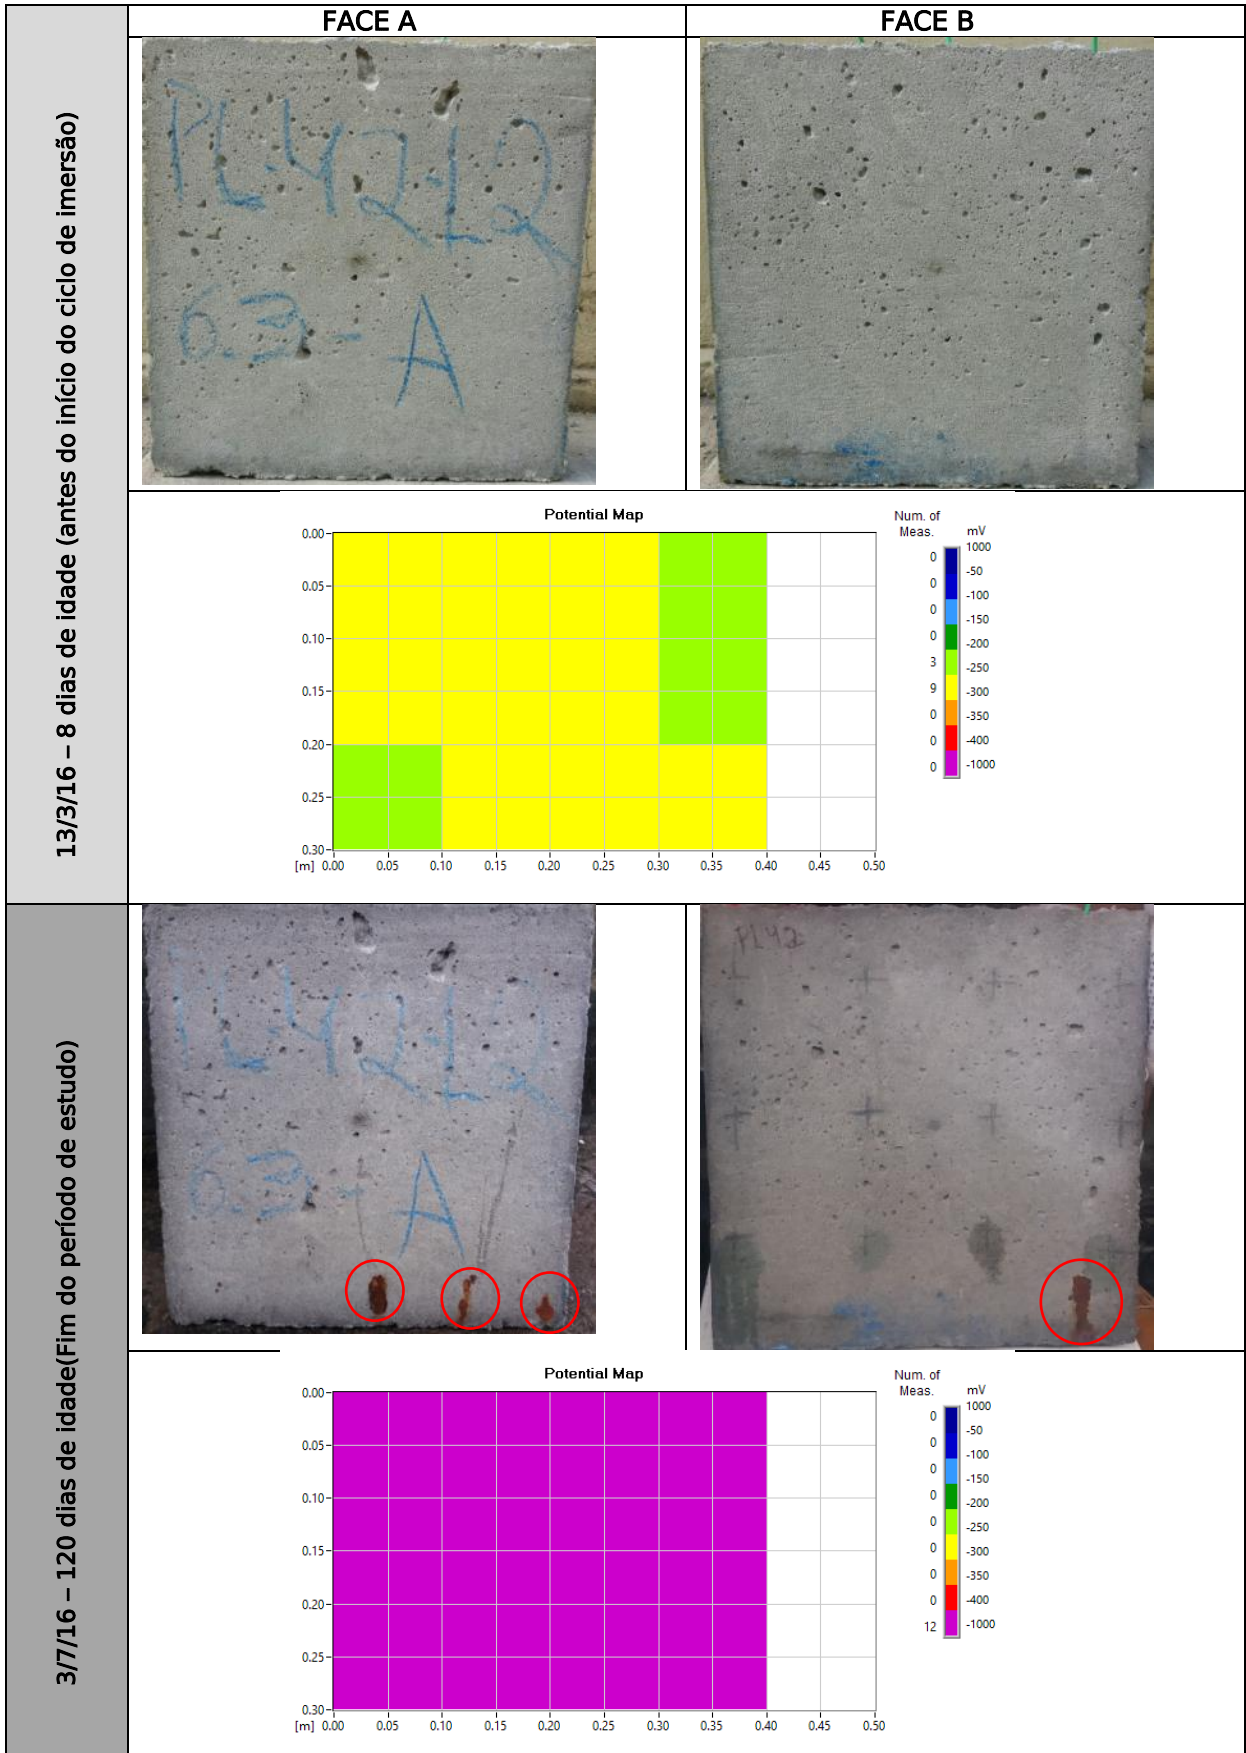 FACE A
FACE B
13/3/16 – 8 dias de idade (antes do início do ciclo de imersão)
PL-42-L2
6.3 - A
Potential Map
Num. of
Meas.
mV
0.00
0.05
0.10
0.15
0.20
0.25
0.30
[m] 0.00 0.05 0.10 0.15 0.20 0.25 0.30 0.35 0.40 0.45 0.50
0
0
0
0
3
9
0
0
0
1000
-50
-100
-150
-200
-250
-300
-350
-400
-1000
3/7/16 – 120 dias de idade(Fim do período de estudo)
PL-42-L2
6.3 - A
PL42
Potential Map
Num. of
Meas.
mV
0.00
0.05
0.10
0.15
0.20
0.25
0.30
[m] 0.00 0.05 0.10 0.15 0.20 0.25 0.30 0.35 0.40 0.45 0.50
0
0
0
0
0
0
0
0
12
1000
-50
-100
-150
-200
-250
-300
-350
-400
-1000